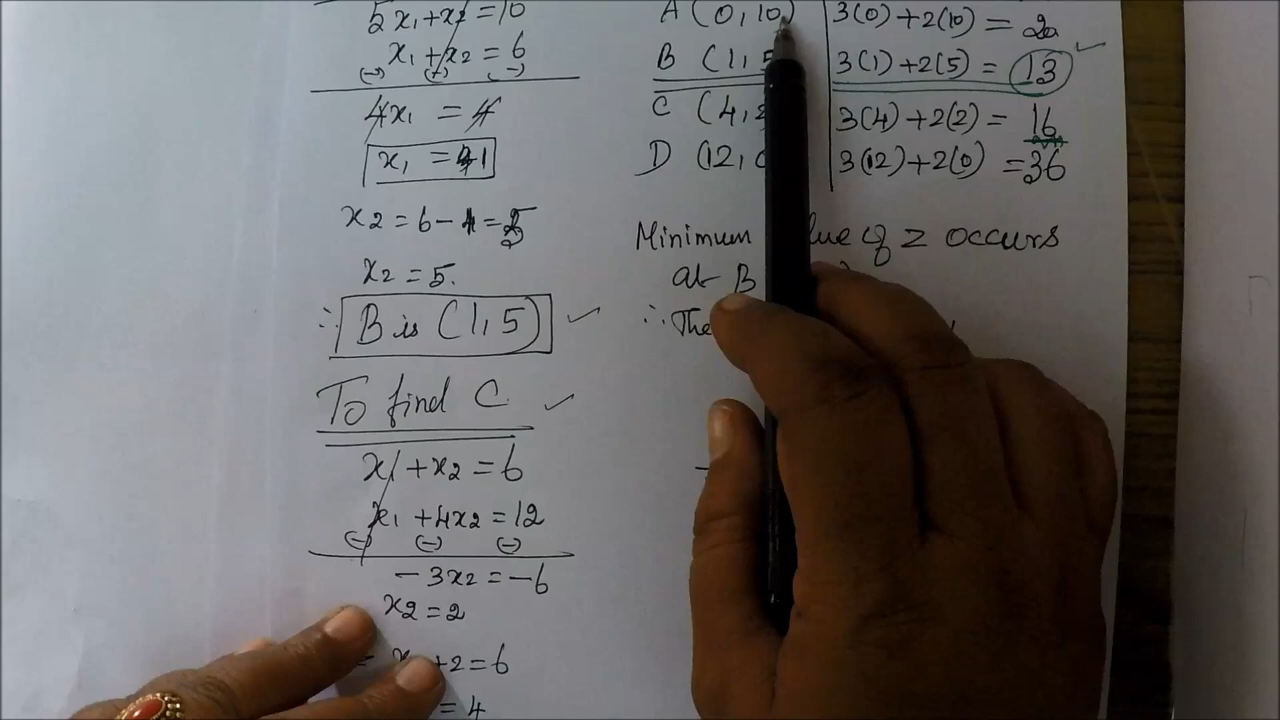 5x₁+x₂=10
x₁+x₂=6
(-) (+) (-)
4x₁ = 4
x₁ = 1
x₂=6-1=5
x₂=5.
∴ B is (1,5) ✓
To find C. ✓
x₁+x₂=6
x₁+4x₂=12
(-) (-) (-)
-3x₂=-6
x₂=2
+2=6
=4
A (0,10) 3(0)+2(10)=20
B (1,5 3(1)+2(5)=13 ✓
C (4,2 3(4)+2(2)=16
D (12, 3(12)+2(0)=36
Minimum of Z occurs
at B
∴ The